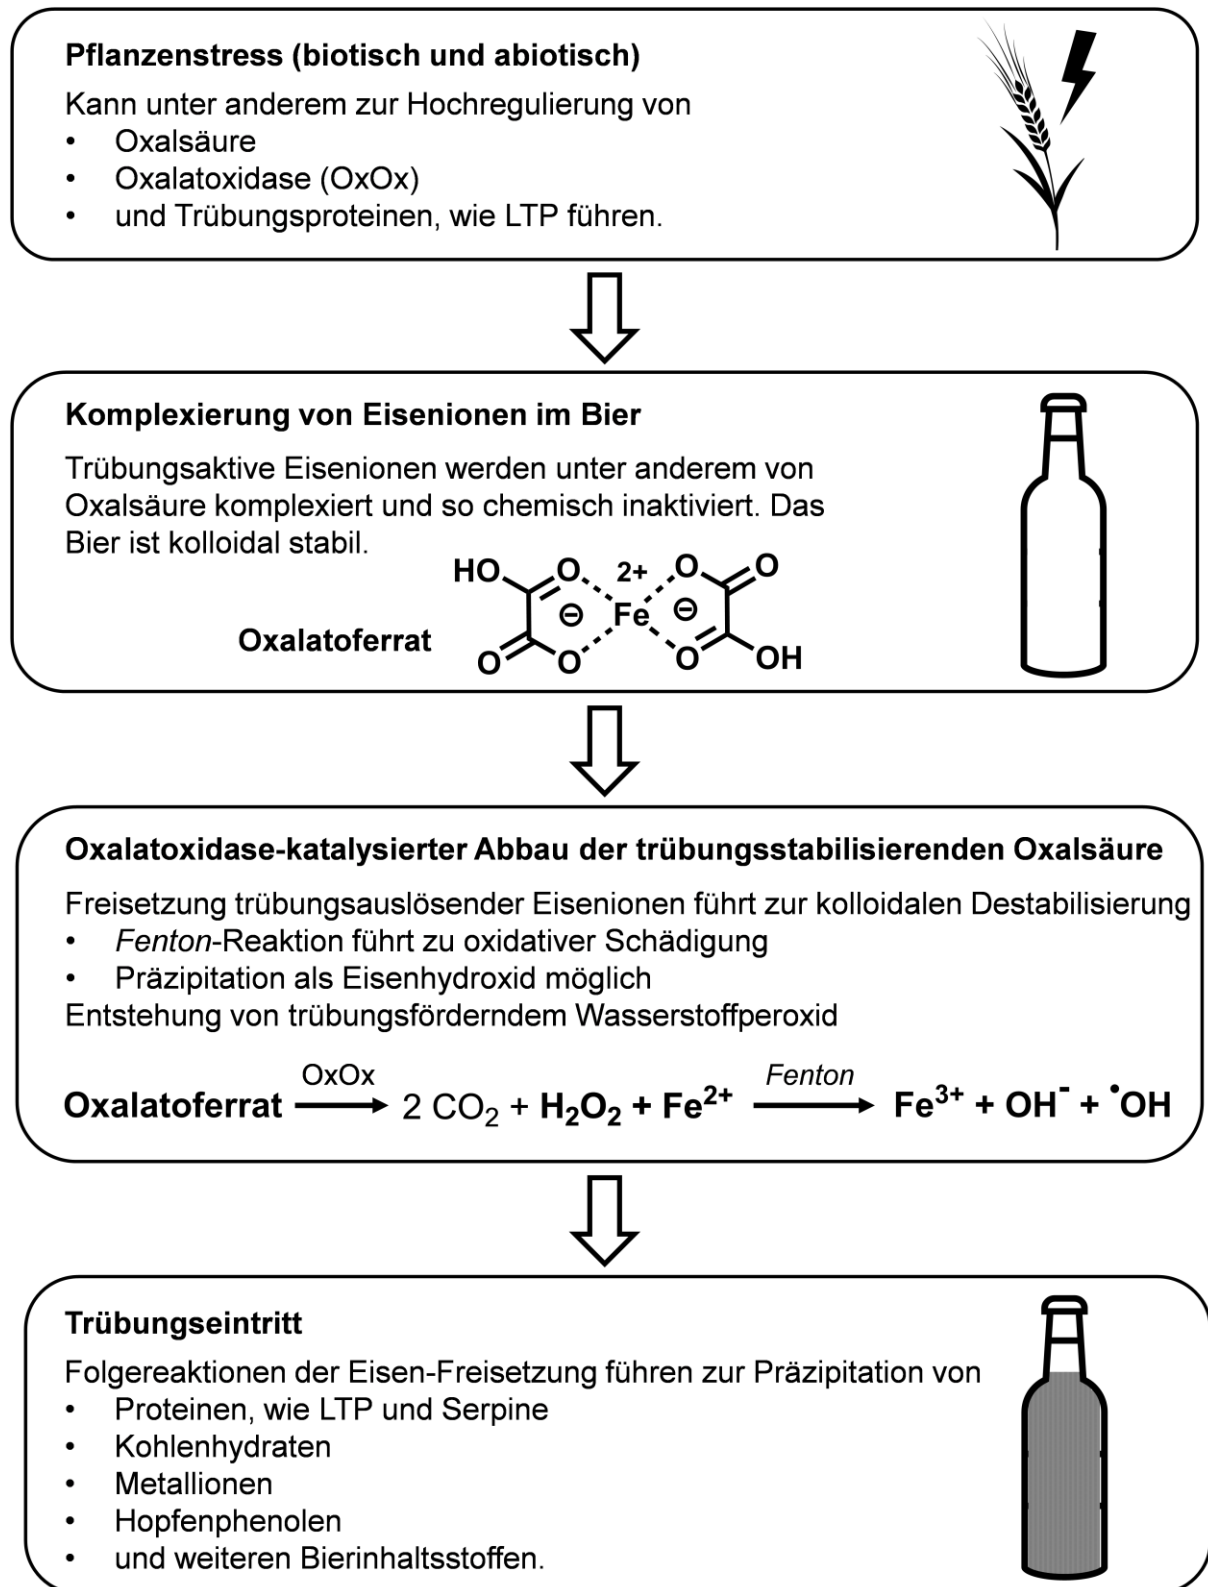 Pflanzenstress (biotisch und abiotisch)
Kann unter anderem zur Hochregulierung von
• Oxalsäure
• Oxalatoxidase (OxOx)
• und Trübungsproteinen, wie LTP führen.
Komplexierung von Eisenionen im Bier
Trübungsaktive Eisenionen werden unter anderem von
Oxalsäure komplexiert und so chemisch inaktiviert. Das
Bier ist kolloidal stabil.
HO O 2+ O O
⊖ Fe ⊖
Oxalatoferrat
O O O OH
Oxalatoxidase-katalysierter Abbau der trübungsstabilisierenden Oxalsäure
Freisetzung trübungsauslösender Eisenionen führt zur kolloidalen Destabilisierung
• Fenton-Reaktion führt zu oxidativer Schädigung
• Präzipitation als Eisenhydroxid möglich
Entstehung von trübungsförderndem Wasserstoffperoxid
OxOx Fenton
Oxalatoferrat → 2 CO₂ + H₂O₂ + Fe²⁺ → Fe³⁺ + OH⁻ + •OH
Trübungseintritt
Folgereaktionen der Eisen-Freisetzung führen zur Präzipitation von
• Proteinen, wie LTP und Serpine
• Kohlenhydraten
• Metallionen
• Hopfenphenolen
• und weiteren Bierinhaltsstoffen.